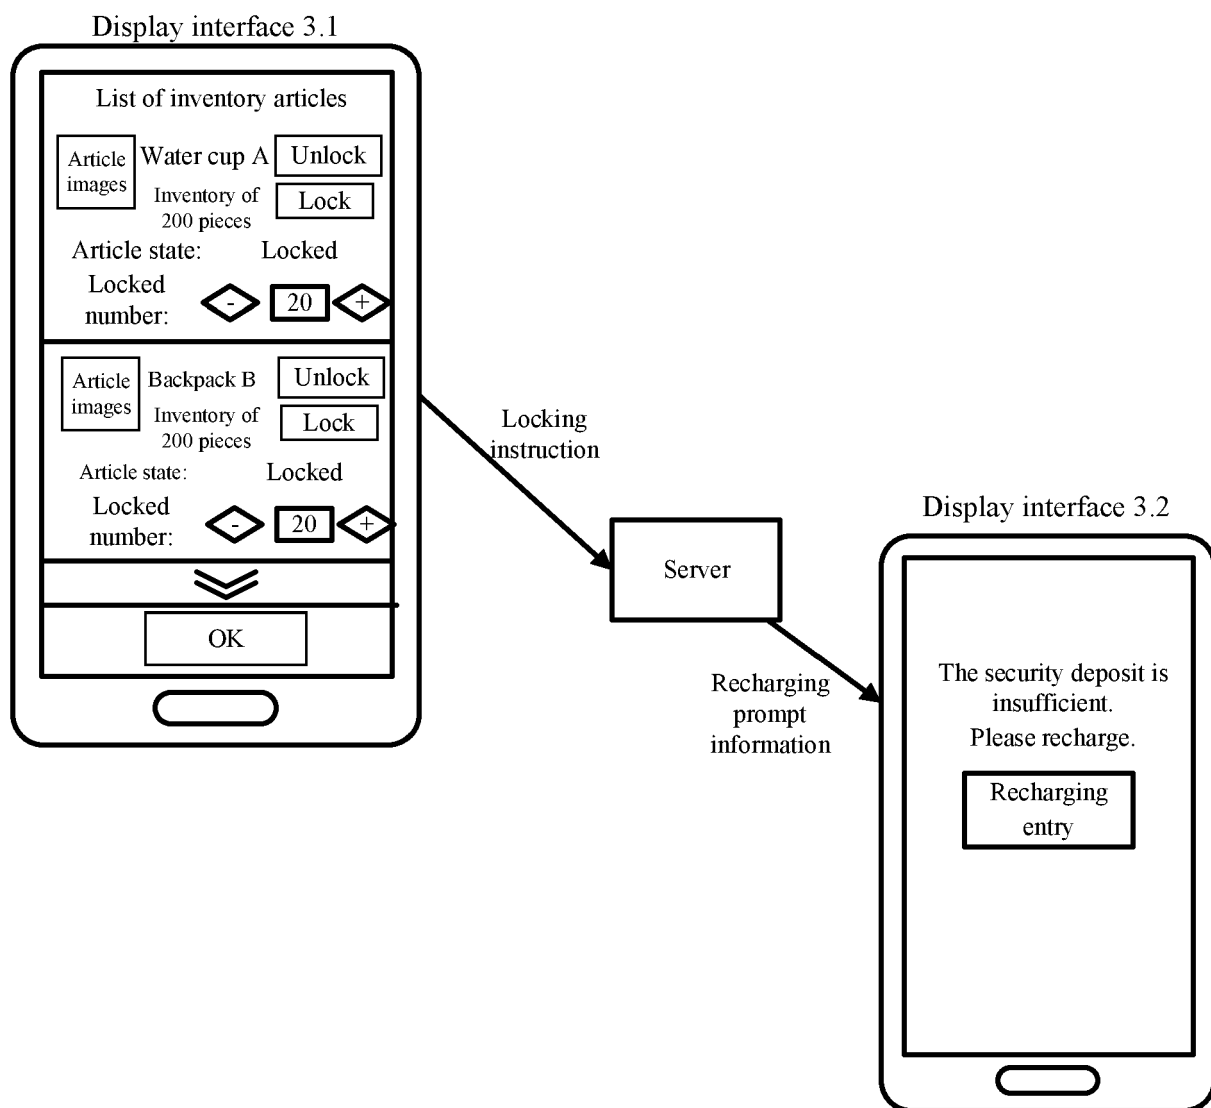 Display interface 3.1
List of inventory articles
Article
images
Water cup A
Unlock
Inventory of
200 pieces
Lock
Article state: Locked
Locked
number:
- 20 +
Article
images
Backpack B
Unlock
Inventory of
200 pieces
Lock
Article state: Locked
Locked
number:
- 20 +
OK
Locking
instruction
Server
Recharging
prompt
information
Display interface 3.2
The security deposit is
insufficient.
Please recharge.
Recharging
entry